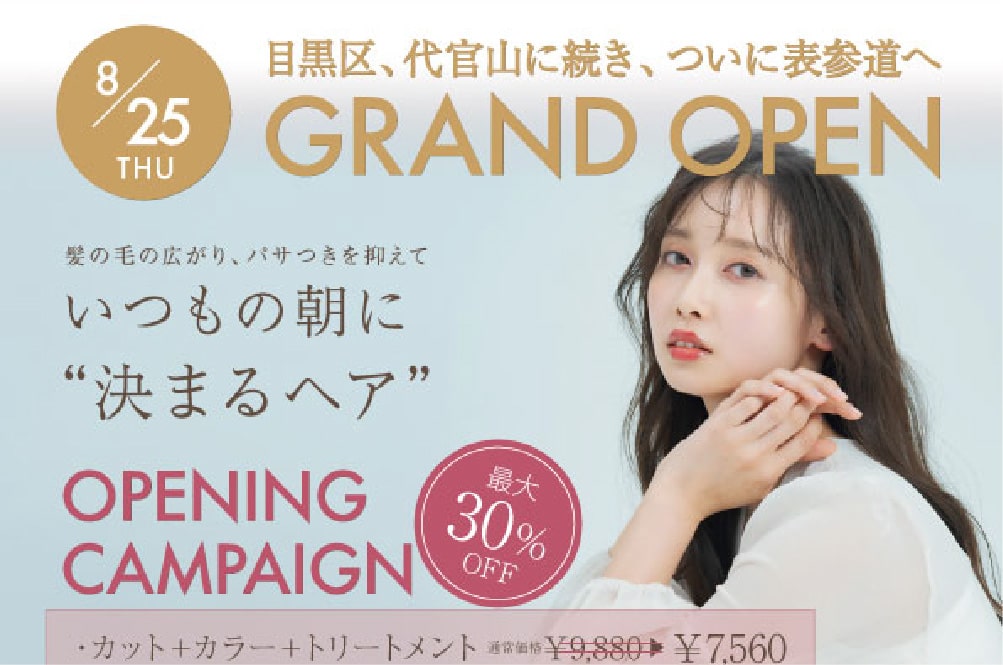 8/25
THU
目黒区、代官山に続き、ついに表参道へ
GRAND OPEN
髪の毛の広がり、パサつきを抑えて
いつもの朝に
“決まるヘア”
OPENING
CAMPAIGN
最大
30%
OFF
・カット＋カラー＋トリートメント 通常価格 ¥9,880 ▶ ¥7,560